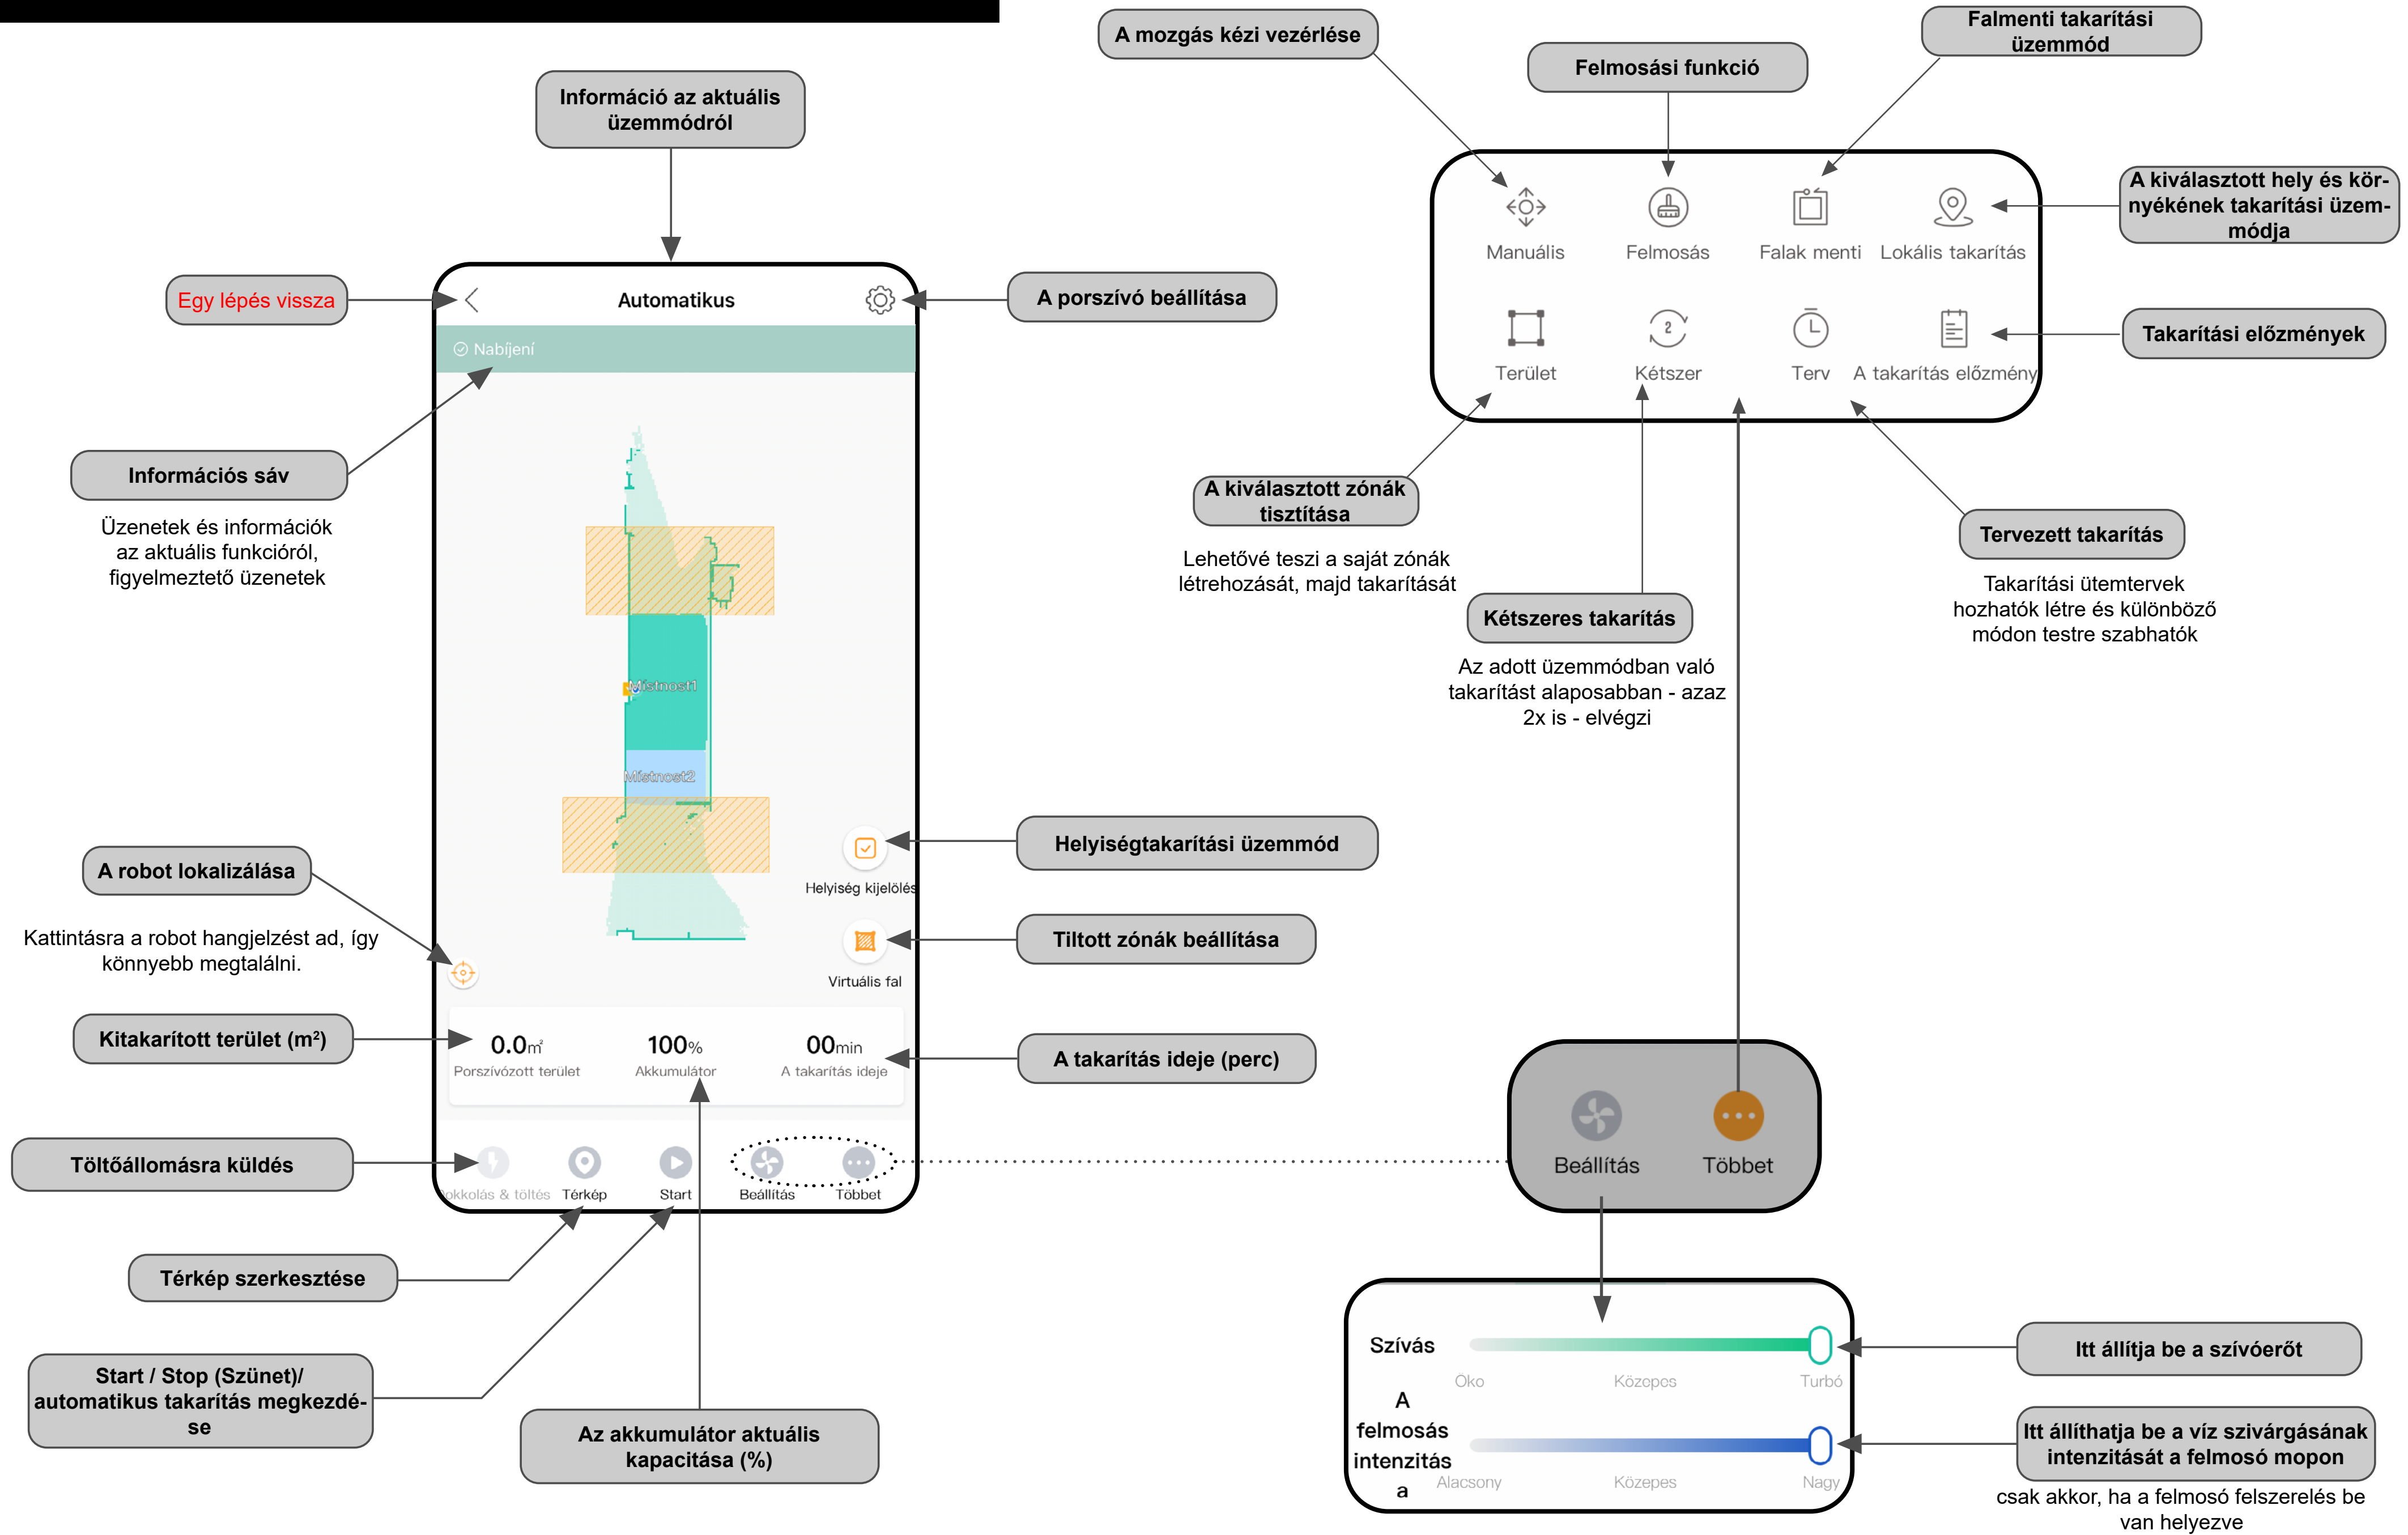 A mozgás kézi vezérlése
Falmenti takarítási
üzemmód
Felmosási funkció
Információ az aktuális
üzemmódról
Manuális
Felmosás
Falak menti
Lokális takarítás
A kiválasztott hely és kör-
nyékének takarítási üzem-
módja
Egy lépés vissza
Automatikus
A porszívó beállítása
2
Takarítási előzmények
Nabíjení
Terület
Kétszer
Terv
A takarítás előzmény
Információs sáv
Üzenetek és információk
az aktuális funkcióról,
figyelmeztető üzenetek
A kiválasztott zónák
tisztítása
Lehetővé teszi a saját zónák
létrehozását, majd takarítását
Tervezett takarítás
Takarítási ütemtervek
hozhatók létre és különböző
módon testre szabhatók
Kétszeres takarítás
Az adott üzemmódban való
takarítást alaposabban - azaz
2x is - elvégzi
Místnost1
Místnost2
Helyiségtakarítási üzemmód
Helyiség kijelölés
A robot lokalizálása
Kattintásra a robot hangjelzést ad, így
könnyebb megtalálni.
Tiltott zónák beállítása
Virtuális fal
Kitakarított terület (m²)
0.0㎡
100%
00min
Porszívózott terület
Akkumulátor
A takarítás ideje
A takarítás ideje (perc)
Töltőállomásra küldés
okkolás & töltés
Térkép
Start
Beállítás
Többet
Beállítás
Többet
Térkép szerkesztése
Start / Stop (Szünet)/
automatikus takarítás megkezdé-
se
Az akkumulátor aktuális
kapacitása (%)
Szívás
Öko
Közepes
Turbó
Itt állítja be a szívóerőt
A
felmosás
intenzitás
a
Alacsony
Közepes
Nagy
Itt állíthatja be a víz szivárgásának
intenzitását a felmosó mopon
csak akkor, ha a felmosó felszerelés be
van helyezve